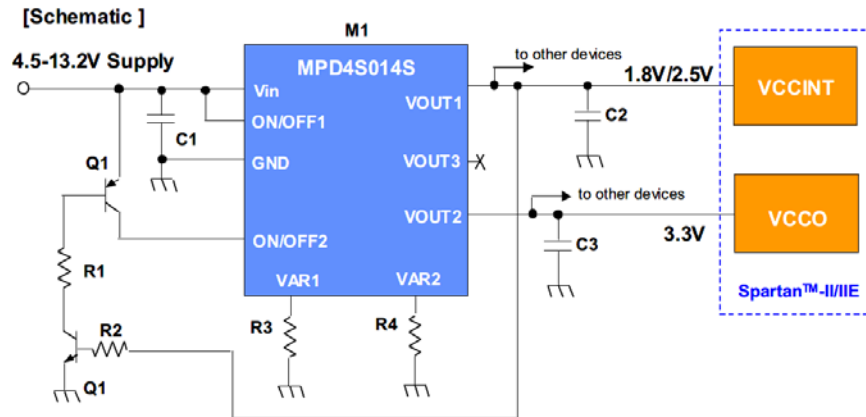 [Schematic ]
M1
4.5-13.2V Supply
MPD4S014S
to other devices
Vin
1.8V/2.5V
VCCINT
VOUT1
ON/OFF1
C1
C2
GND
VOUT3
Q1
to other devices
VOUT2
VCCO
ON/OFF2
3.3V
C3
R1
VAR1
VAR2
Spartan™-II/IIE
R2
R3
R4
Q1